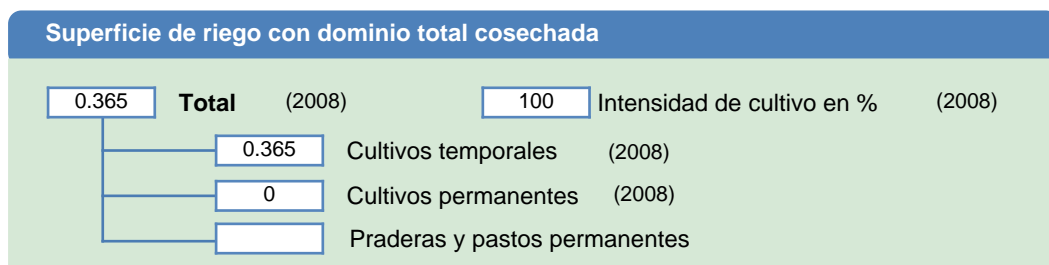 Superficie de riego con dominio total cosechada
0.365 Total (2008) 100 Intensidad de cultivo en % (2008)
0.365 Cultivos temporales (2008)
0 Cultivos permanentes (2008)
Praderas y pastos permanentes